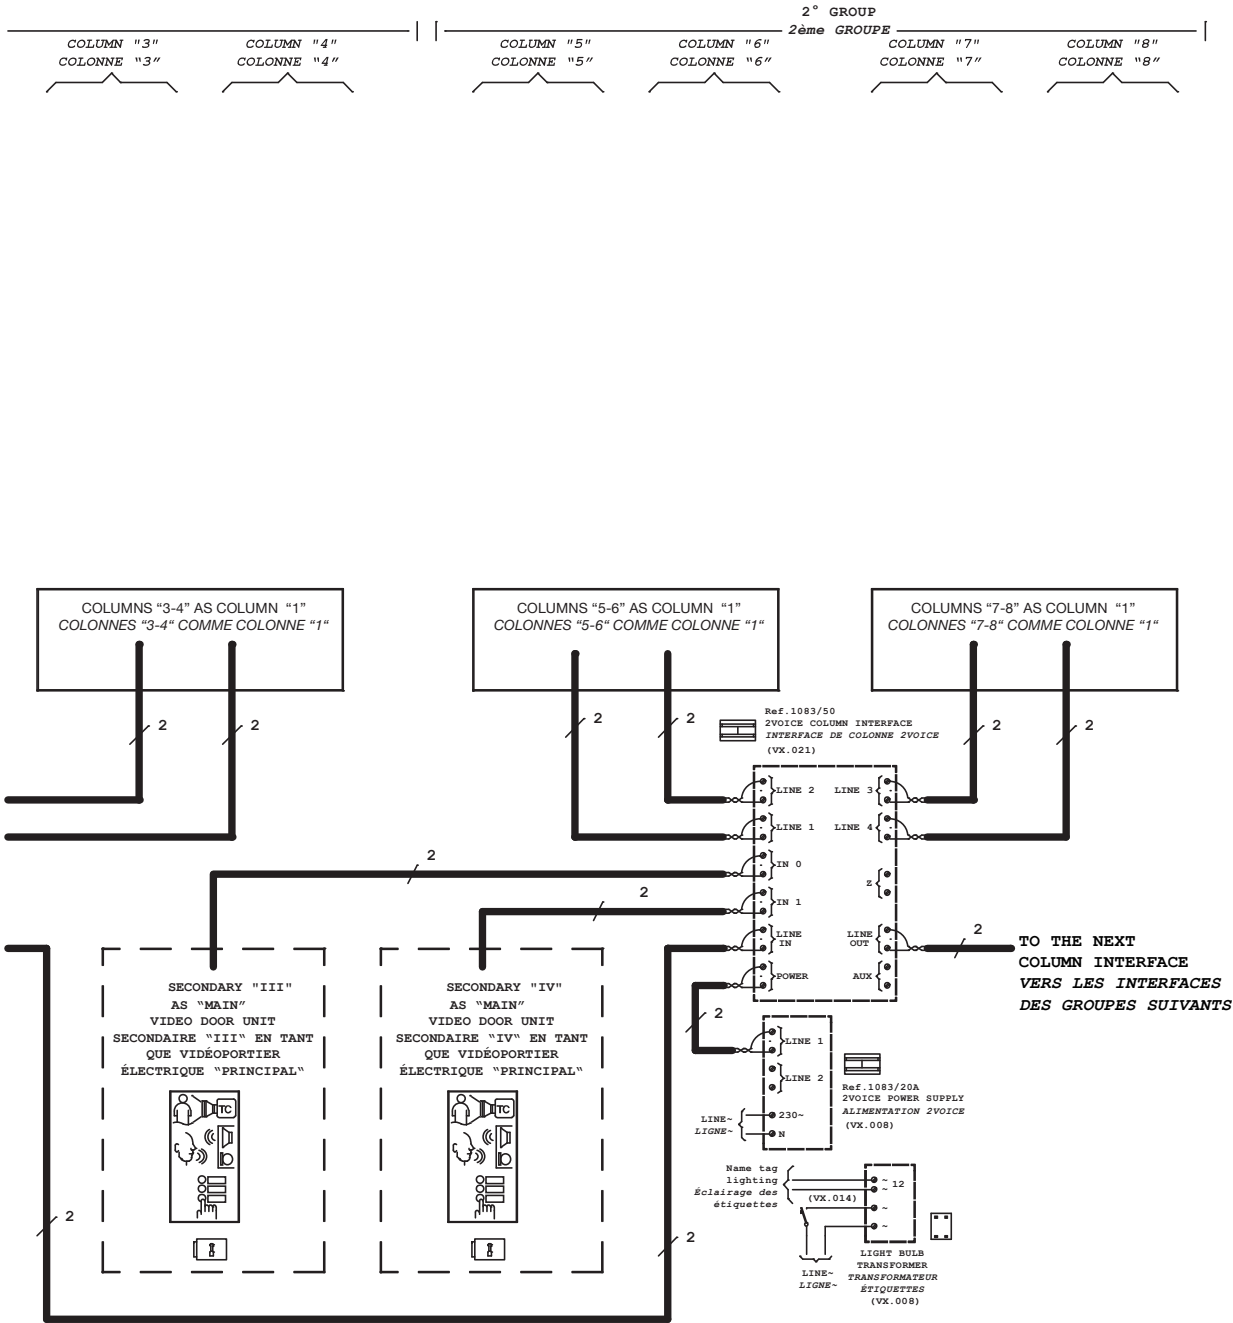 2° GROUP
2ème GROUPE
COLUMN "3"
COLONNE “3”
COLUMN "4"
COLONNE “4”
COLUMN "5"
COLONNE “5”
COLUMN "6"
COLONNE “6”
COLUMN "7"
COLONNE “7”
COLUMN "8"
COLONNE “8”
COLUMNS “3-4” AS COLUMN “1”
COLONNES “3-4“ COMME COLONNE “1“
COLUMNS “5-6” AS COLUMN “1”
COLONNES “5-6“ COMME COLONNE “1“
COLUMNS “7-8” AS COLUMN “1”
COLONNES “7-8“ COMME COLONNE “1“
2
2
2
2
2
2
Ref.1083/50
2VOICE COLUMN INTERFACE
INTERFACE DE COLONNE 2VOICE
(VX.021)
LINE 2
LINE 3
LINE 1
LINE 4
IN 0
Z
IN 1
LINE
IN
LINE
OUT
POWER
AUX
2
2
2
TO THE NEXT
COLUMN INTERFACE
VERS LES INTERFACES
DES GROUPES SUIVANTS
SECONDARY "III"
AS “MAIN”
VIDEO DOOR UNIT
SECONDAIRE “III“ EN TANT
QUE VIDÉOPORTIER
ÉLECTRIQUE “PRINCIPAL“
TC
SECONDARY "IV"
AS “MAIN”
VIDEO DOOR UNIT
SECONDAIRE “IV“ EN TANT
QUE VIDÉOPORTIER
ÉLECTRIQUE “PRINCIPAL“
TC
2
LINE 1
LINE 2
230~
N
LINE~
LIGNE~
Ref.1083/20A
2VOICE POWER SUPPLY
ALIMENTATION 2VOICE
(VX.008)
Name tag
lighting
Éclairage des
étiquettes
(VX.014)
~ 12
~
~
~
LINE~
LIGNE~
LIGHT BULB
TRANSFORMER
TRANSFORMATEUR
ÉTIQUETTES
(VX.008)
2
2